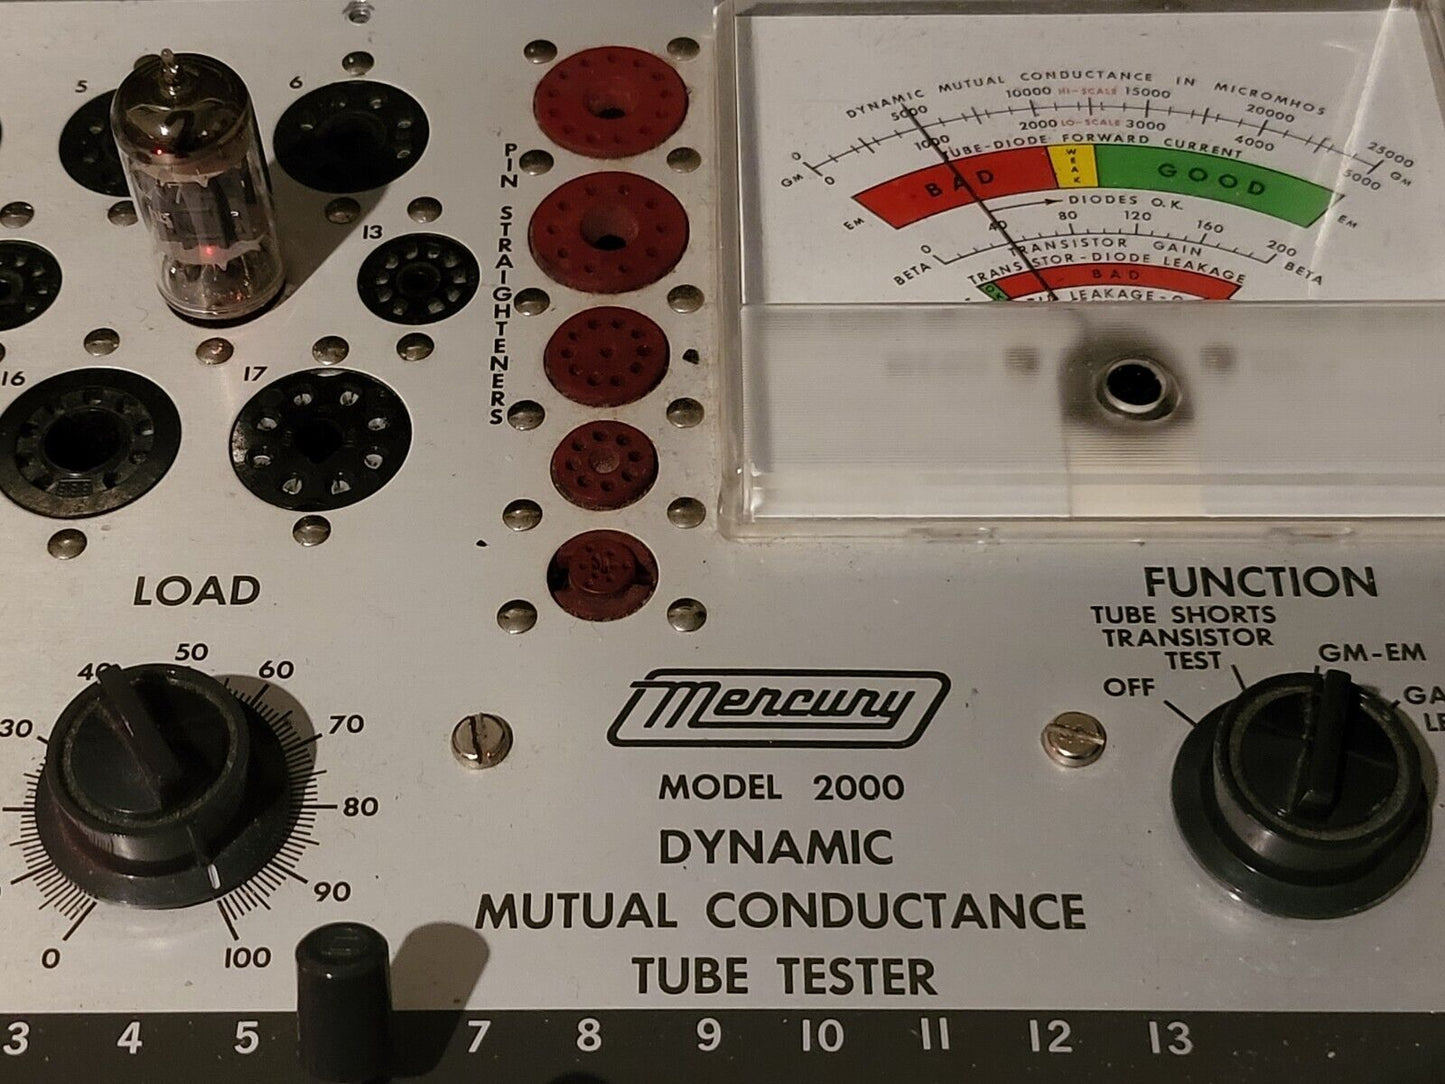 5
6
13
16
17
PIN STRAIGHTENERS
DYNAMIC MUTUAL CONDUCTANCE IN MICROMHOS
0 5000 10000 HI-SCALE 15000 20000 25000
GM GM
0 1000 2000 LO-SCALE 3000 4000 5000
TUBE-DIODE FORWARD CURRENT
BAD WEAK GOOD
EM EM
DIODES O.K.
0 40 80 120 160 200
BETA BETA
TRANSISTOR GAIN
TRANSISTOR-DIODE LEAKAGE
OK BAD
LEAKAGE
LOAD
0 30 40 50 60 70 80 90 100
FUNCTION
TUBE SHORTS
TRANSISTOR
TEST
OFF
GM-EM
GA
LE
Mercury
MODEL 2000
DYNAMIC
MUTUAL CONDUCTANCE
TUBE TESTER
3 4 5 7 8 9 10 11 12 13